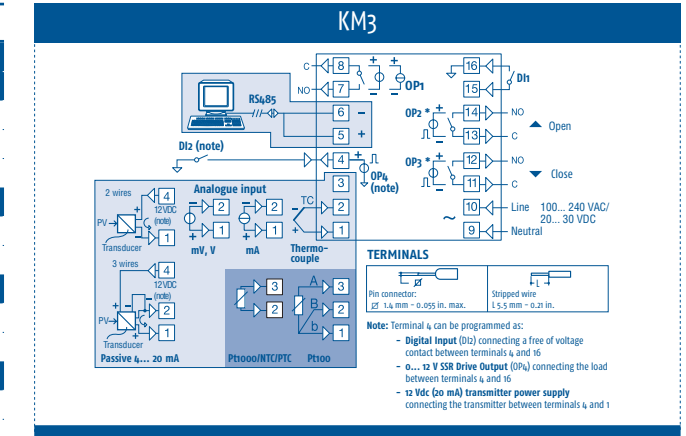 KM3
C
8
+
+
-
-
OP1
NO
7
RS485
6 -
5 +
DI2 (note)
4
+
OP4
(note)
3
TC
2
1
16
DI1
15
OP2 *
+
14
NO
Open
13
C
OP3 *
+
12
NO
Close
11
C
~
10
Line
100... 240 VAC/
20... 30 VDC
9
Neutral
Analogue input
2 wires
4
12 VDC
(note)
PV
+
-
1
Transducer
2
1
mV, V
2
1
mA
Thermo-
couple
3 wires
4
12 VDC
(note)
+
-
-
2
PV
+
1
Transducer
Passive 4... 20 mA
3
2
Pt1000/NTC/PTC
A
3
B
2
b
1
Pt100
TERMINALS
Pin connector:
1.4 mm - 0.055 in. max.
L
Stripped wire
L 5.5 mm - 0.21 in.
Note: Terminal 4 can be programmed as:
- Digital Input (DI2) connecting a free of voltage
contact between terminals 4 and 16
- 0... 12 V SSR Drive Output (OP4) connecting the load
between terminals 4 and 16
- 12 Vdc (20 mA) transmitter power supply
connecting the transmitter between terminals 4 and 1